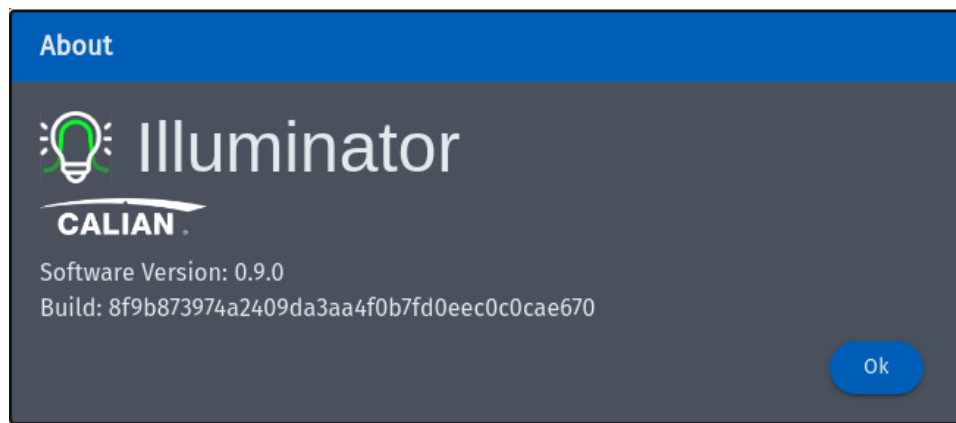 About
Illuminator
CALIAN
Software Version: 0.9.0
Build: 8f9b873974a2409da3aa4f0b7fd0eec0c0cae670
Ok